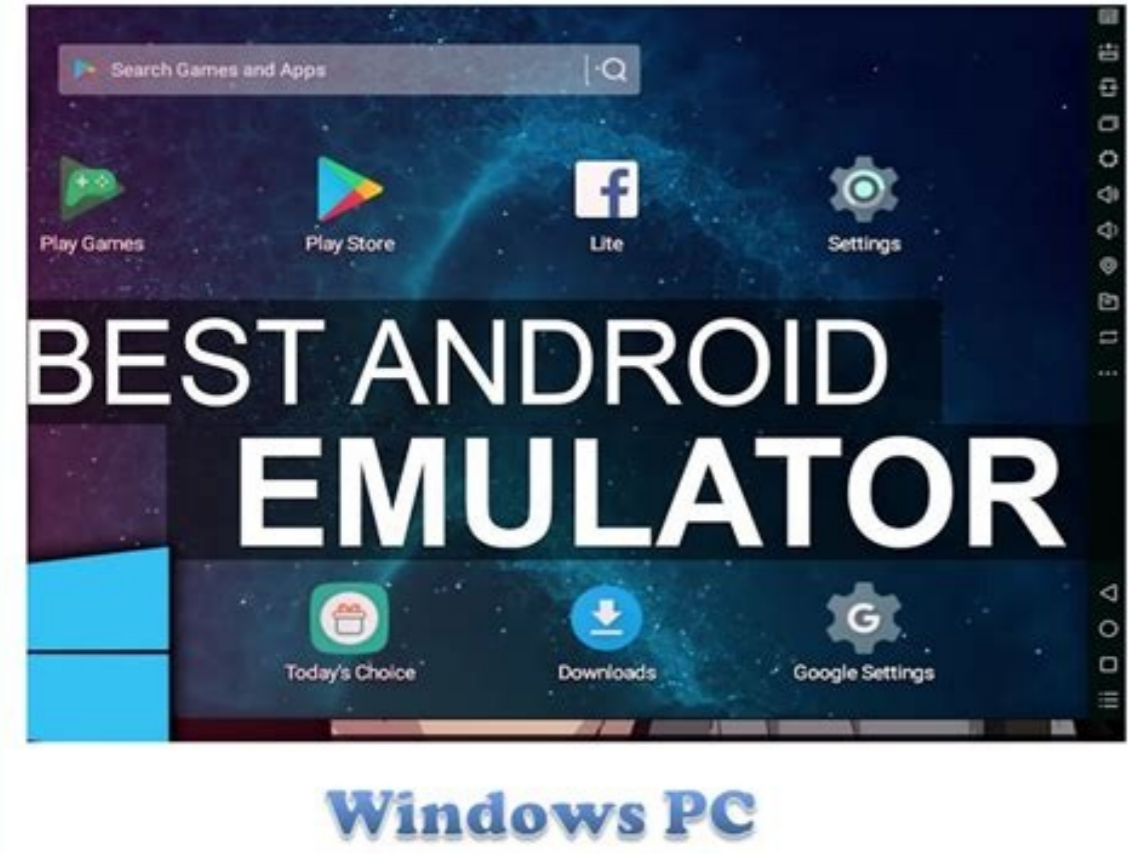 Search Games and Apps
Play Games
Play Store
f
Lite
Settings
BEST ANDROID
EMULATOR
G
Today's Choice
Downloads
Google Settings
Windows PC